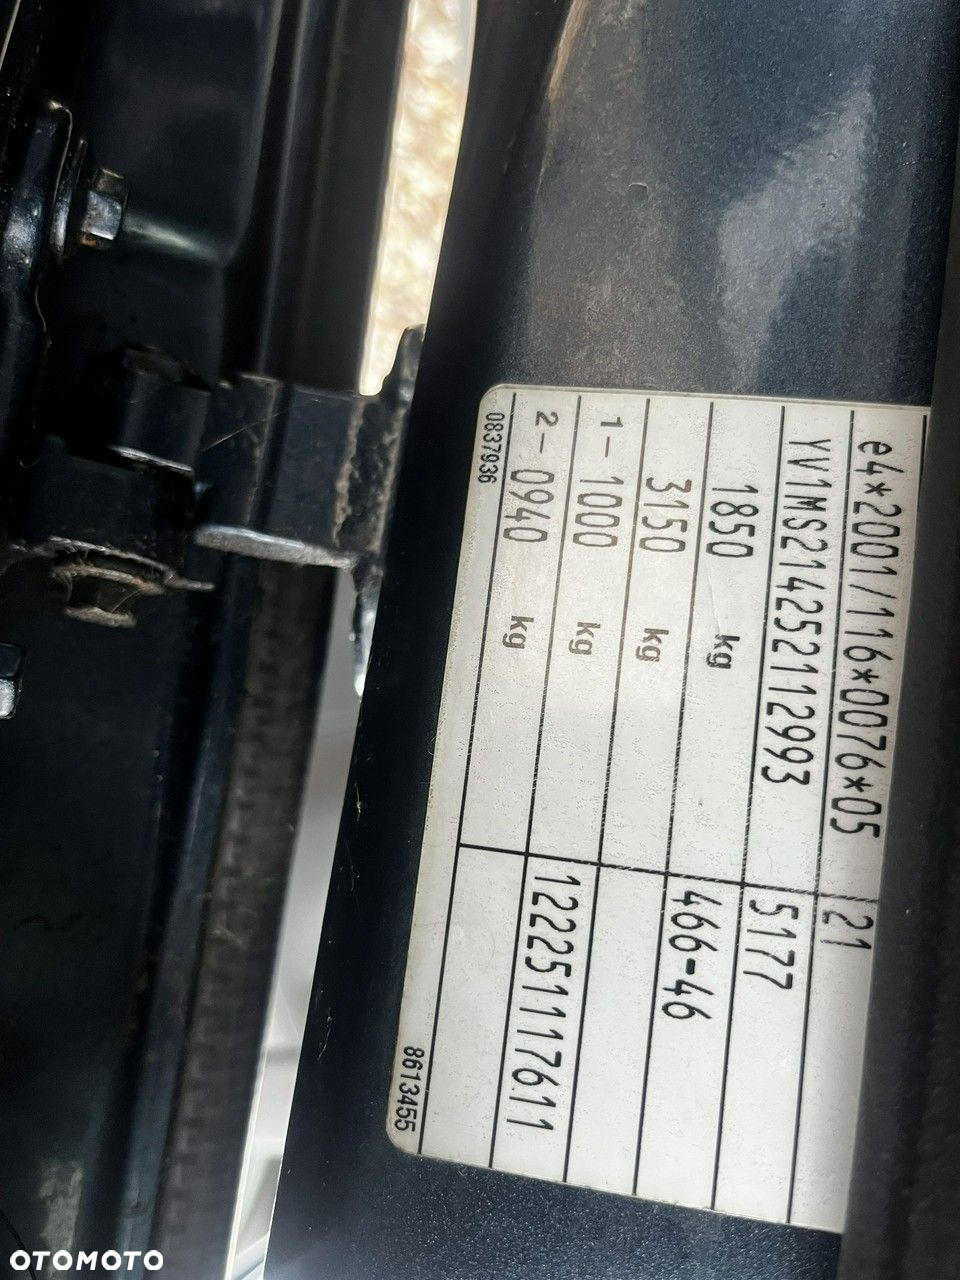 e4*2001/116*0076*05 21
YV1MS214252112993
1850 kg 5177
3150 kg 466-46
1- 1000 kg
2- 0940 kg 12225111761​1
0837936 8613455
OTOMOTO